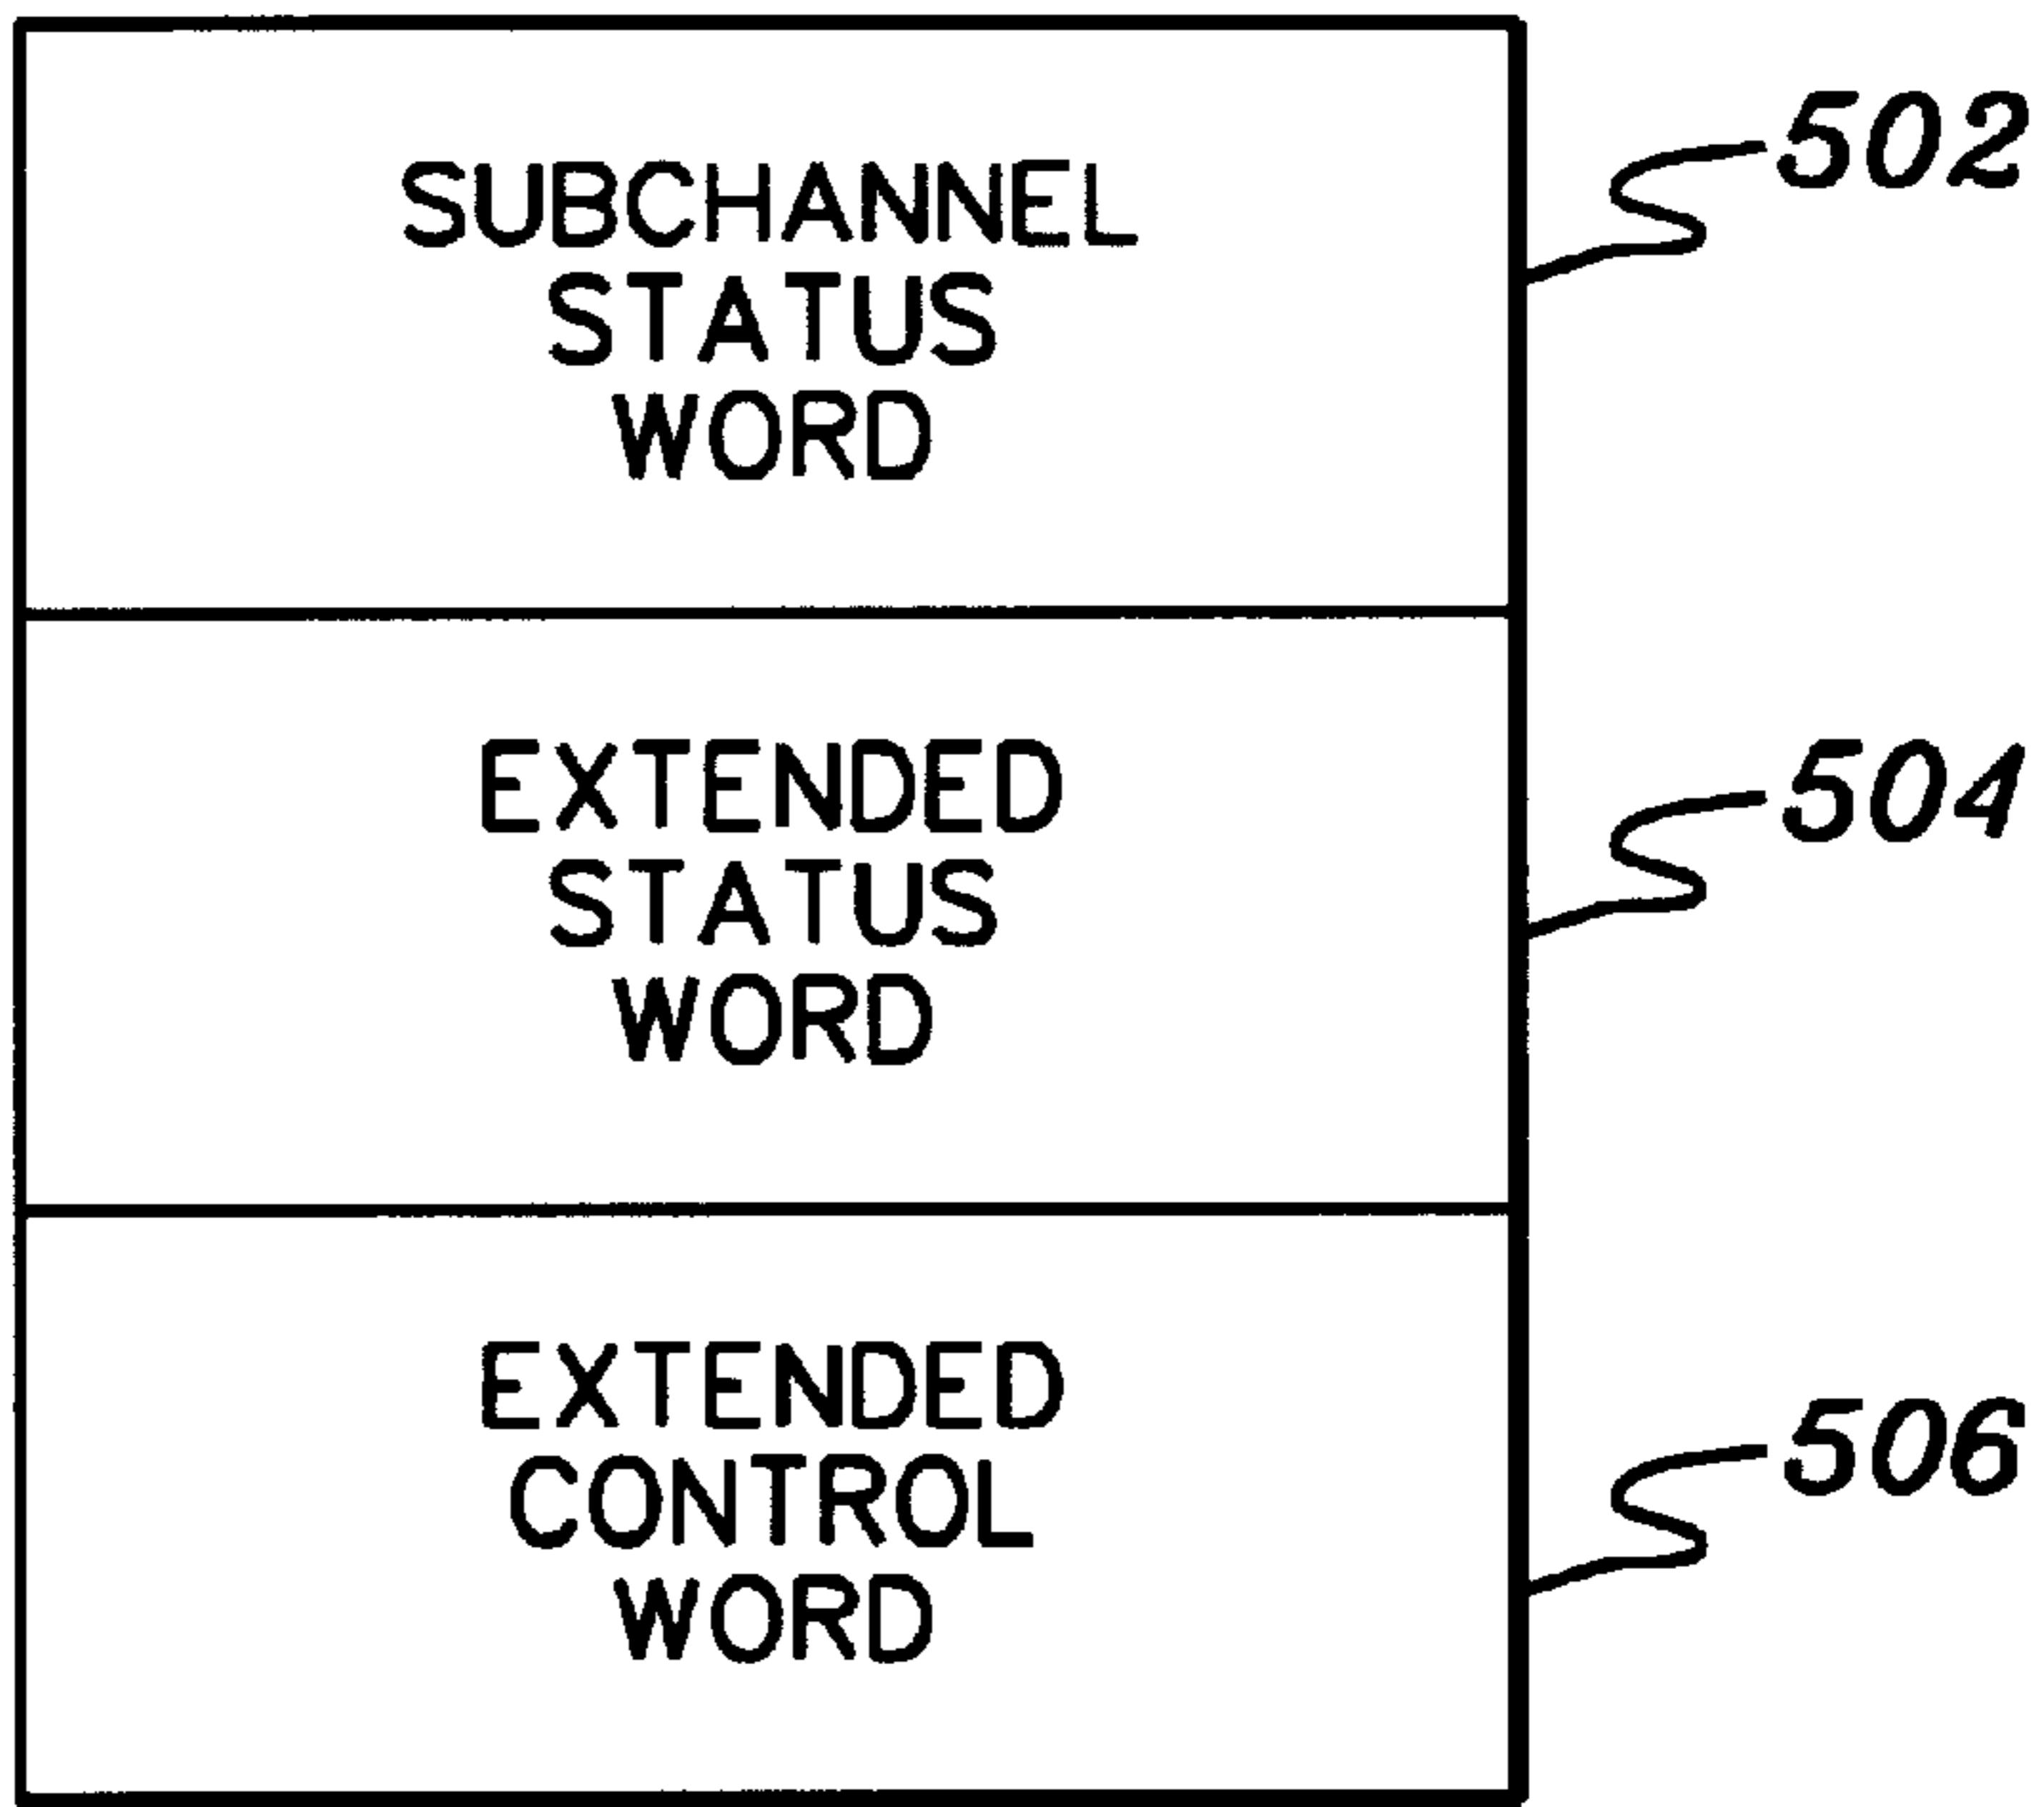 SUBCHANNEL
STATUS
WORD
502
EXTENDED
STATUS
WORD
504
EXTENDED
CONTROL
WORD
506